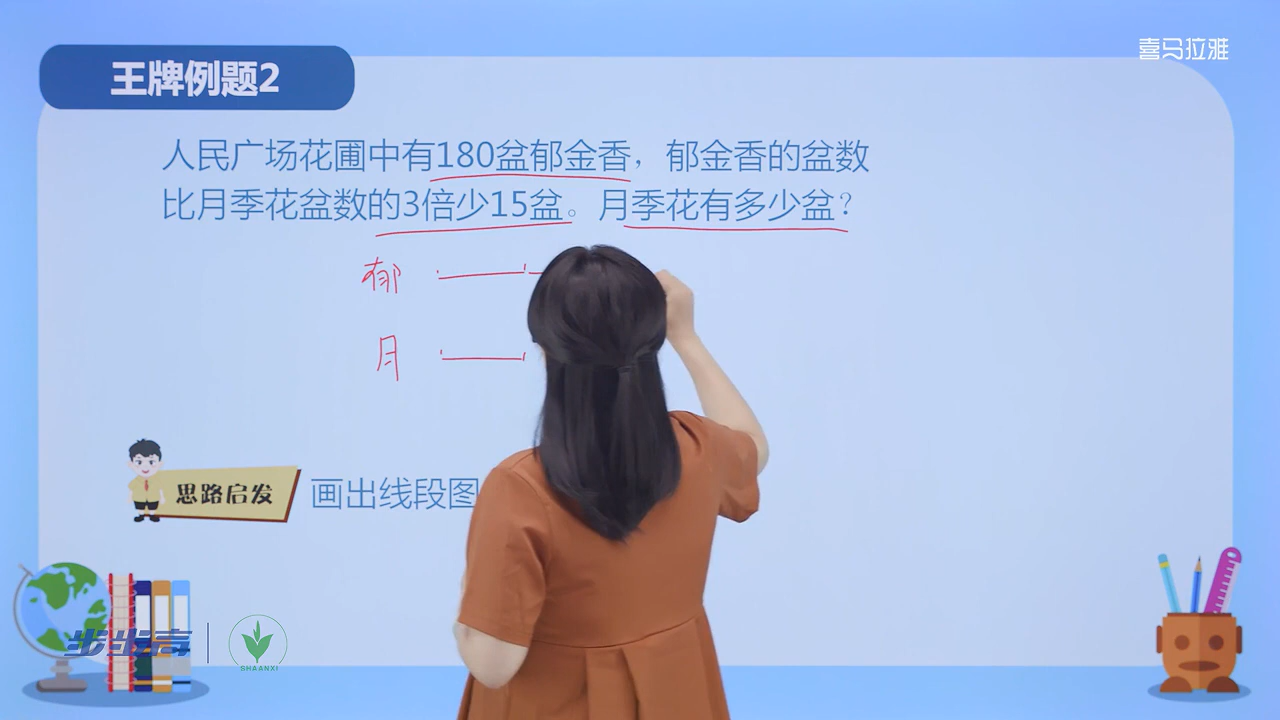 喜马拉雅
王牌例题2
人民广场花圃中有180盆郁金香，郁金香的盆数
比月季花盆数的3倍少15盆。月季花有多少盆？
郁
月
思路启发
画出线段图
步步高
SHAANXI